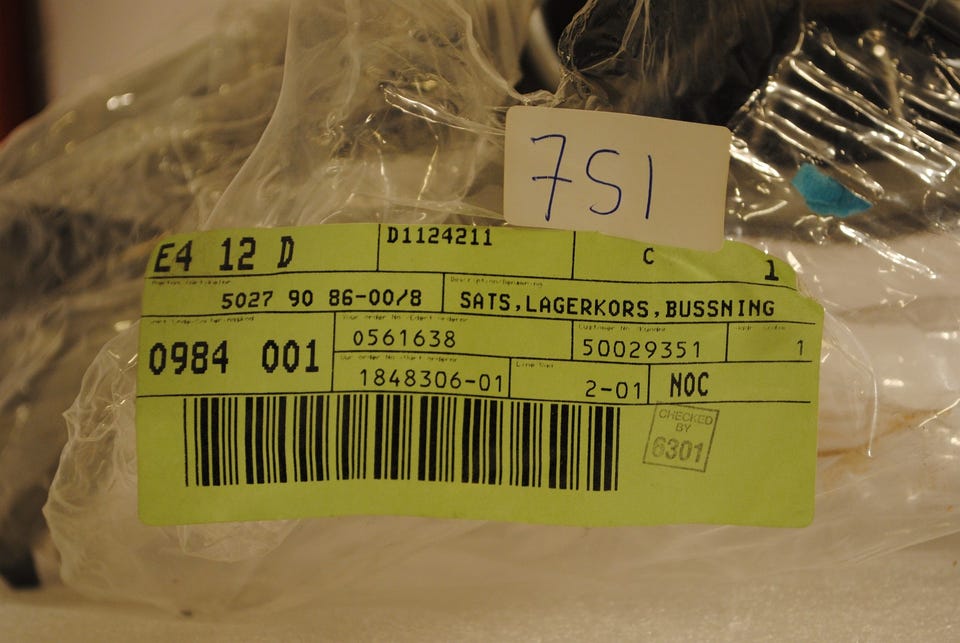 751
E4 12 D
D1124211
C
1
5027 90 86-00/8
SATS,LAGERKORS,BUSSNING
0984 001
0561638
50029351
1
1848306-01
2-01
NOC
CHECKED
BY
6301